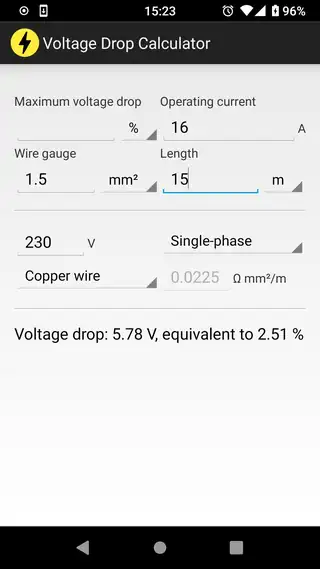 15:23
96%
Voltage Drop Calculator
Maximum voltage drop Operating current
% 16 A
Wire gauge Length
1.5 mm² 15 m
230 V Single-phase
Copper wire 0.0225 Ω mm²/m
Voltage drop: 5.78 V, equivalent to 2.51 %